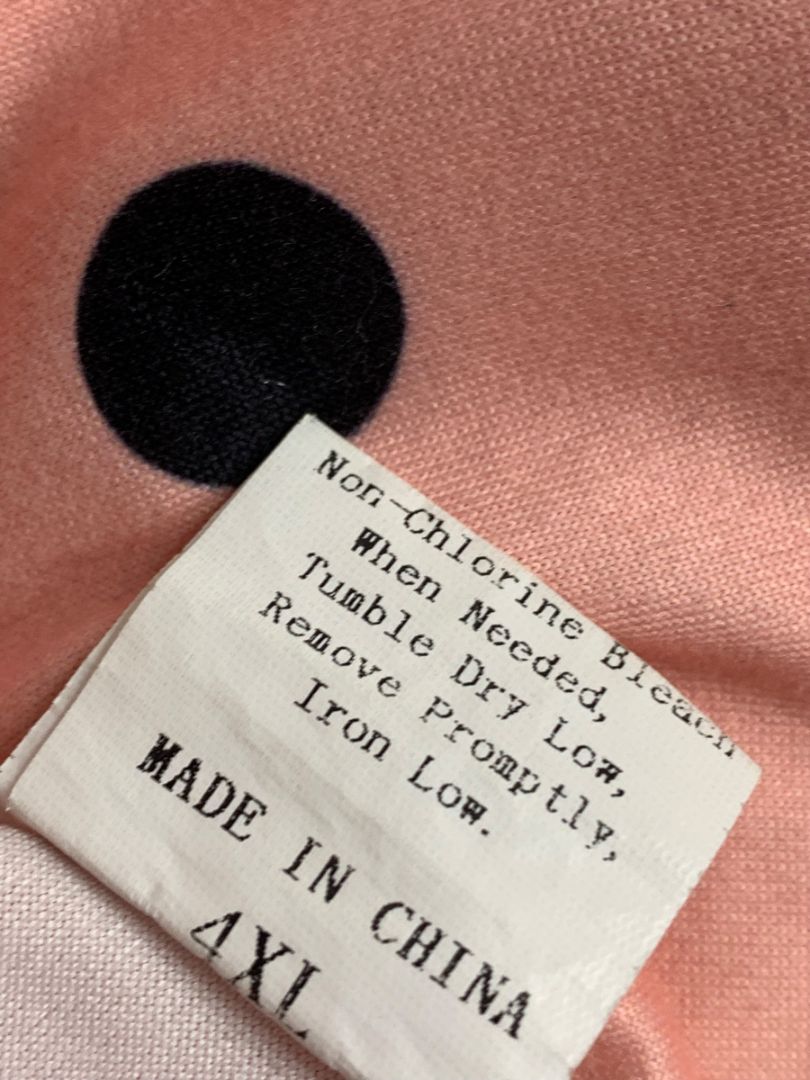 Non-Chlorine Bleach
When Needed,
Tumble Dry Low,
Remove Promptly,
Iron Low.
MADE IN CHINA
4XL